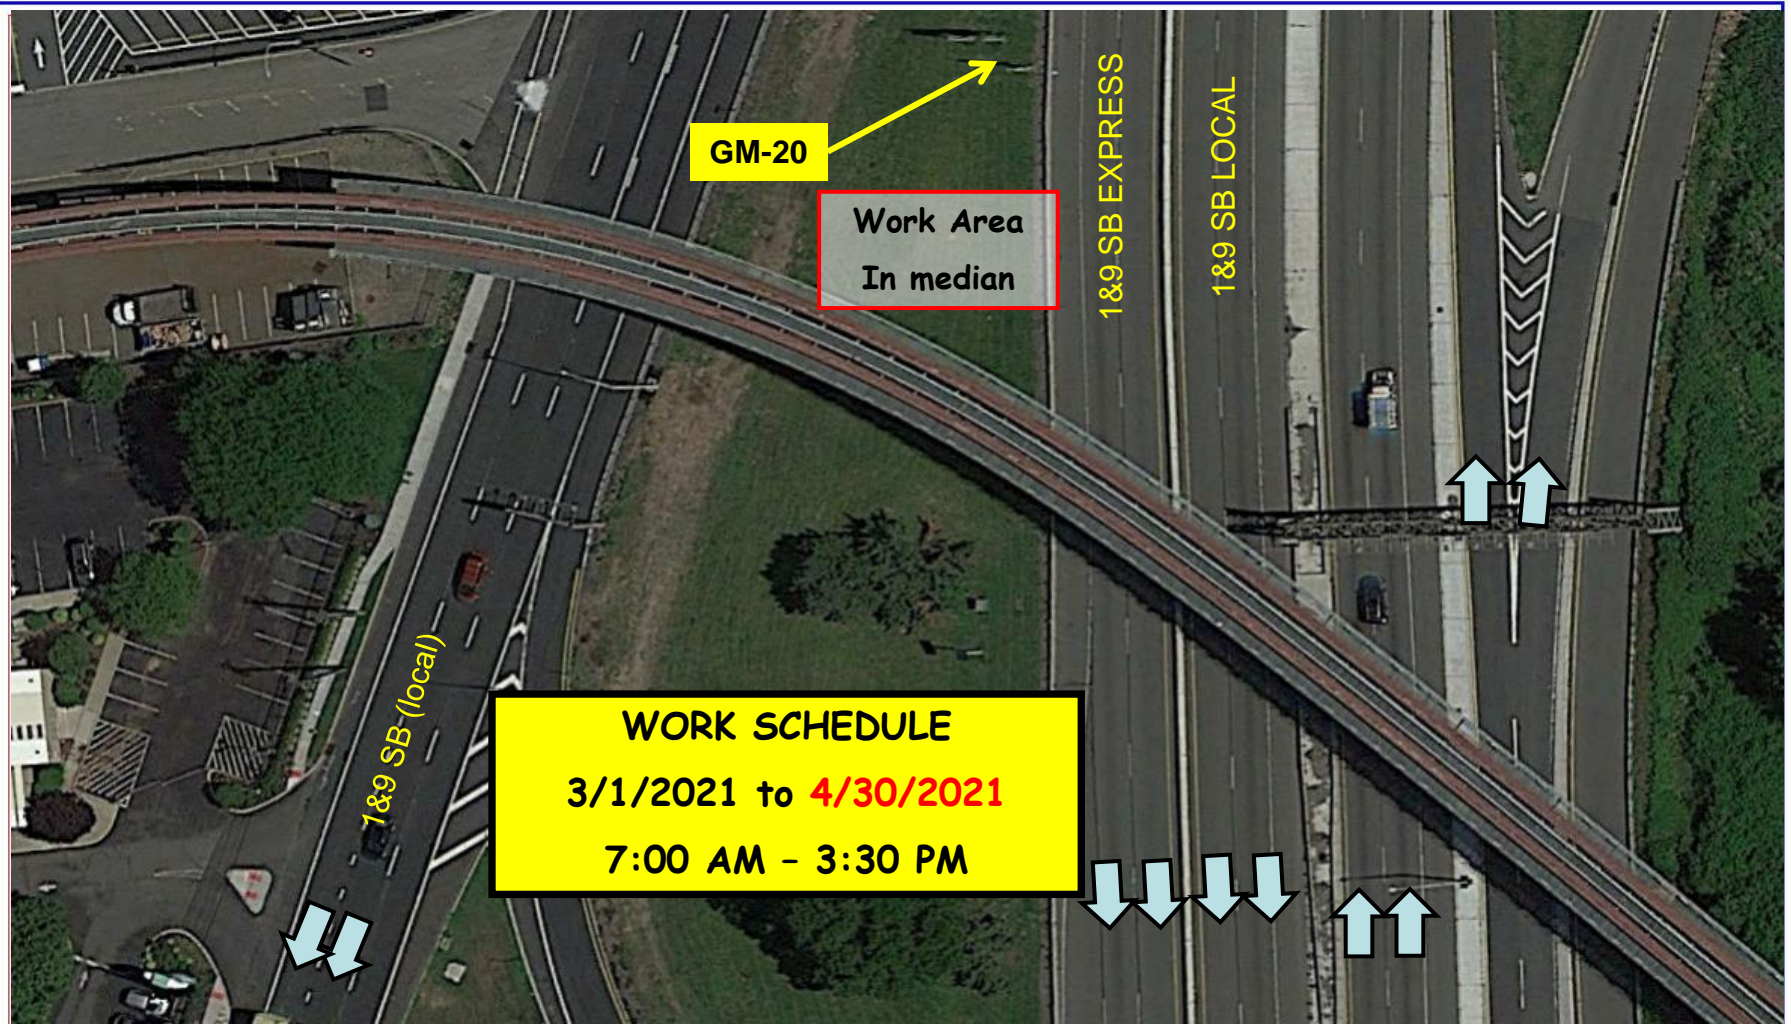 GM-20
Work Area
In median
1&9 SB EXPRESS
1&9 SB LOCAL
1&9 SB (local)
WORK SCHEDULE
3/1/2021 to 4/30/2021
7:00 AM – 3:30 PM